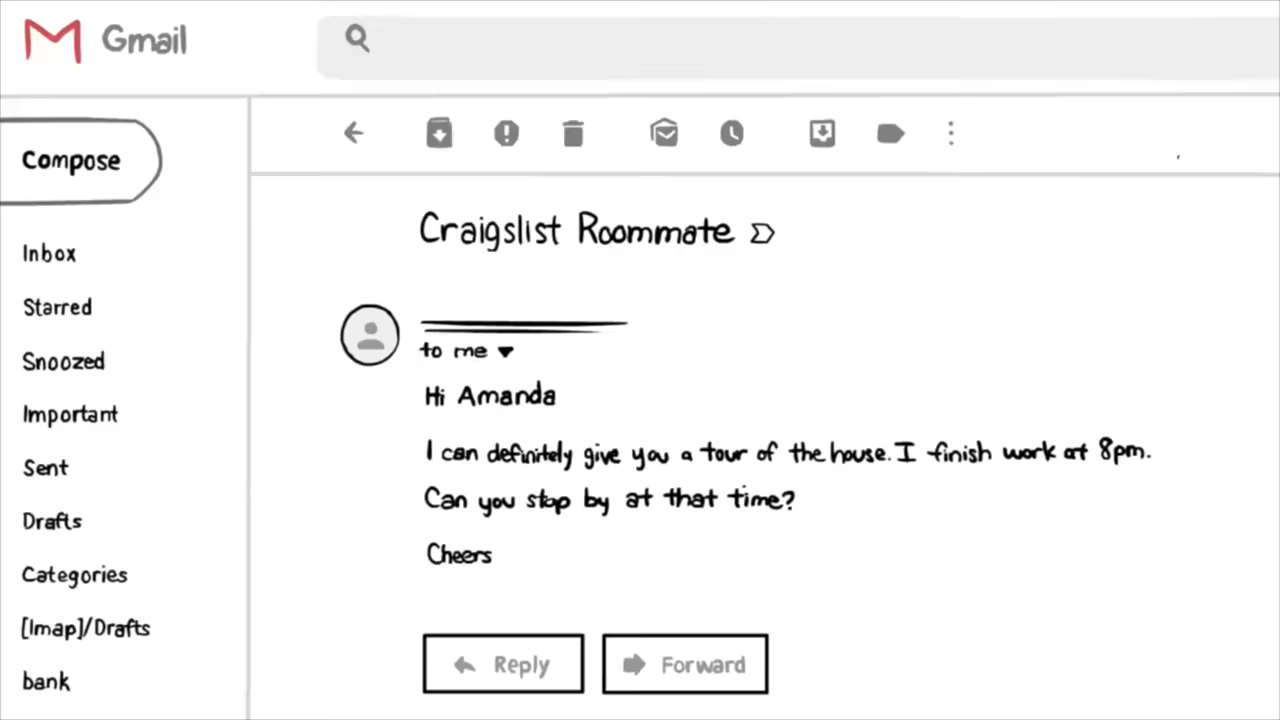 Gmail
Compose
Inbox
Starred
Snoozed
Important
Sent
Drafts
Categories
[Imap]/Drafts
bank
Craigslist Roommate
to me
Hi Amanda
I can definitely give you a tour of the house. I finish work at 8pm.
Can you stop by at that time?
Cheers
Reply
Forward